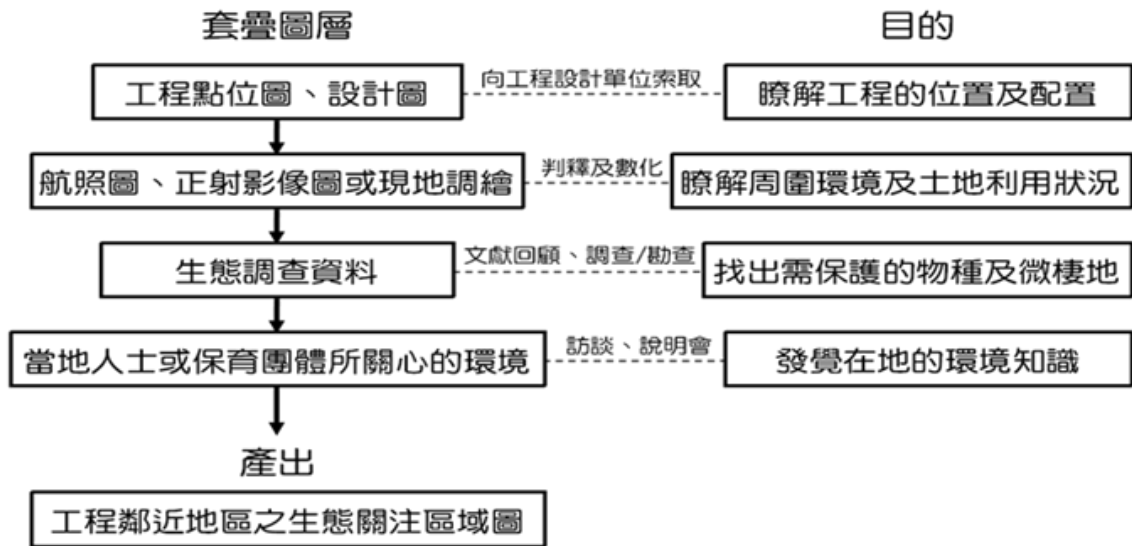 套疊圖層
目的
工程點位圖、設計圖
向工程設計單位索取
瞭解工程的位置及配置
航照圖、正射影像圖或現地調繪
判釋及數化
瞭解周圍環境及土地利用狀況
生態調查資料
文獻回顧、調查/勘查
找出需保護的物種及微棲地
當地人士或保育團體所關心的環境
訪談、說明會
發覺在地的環境知識
產出
工程鄰近地區之生態關注區域圖